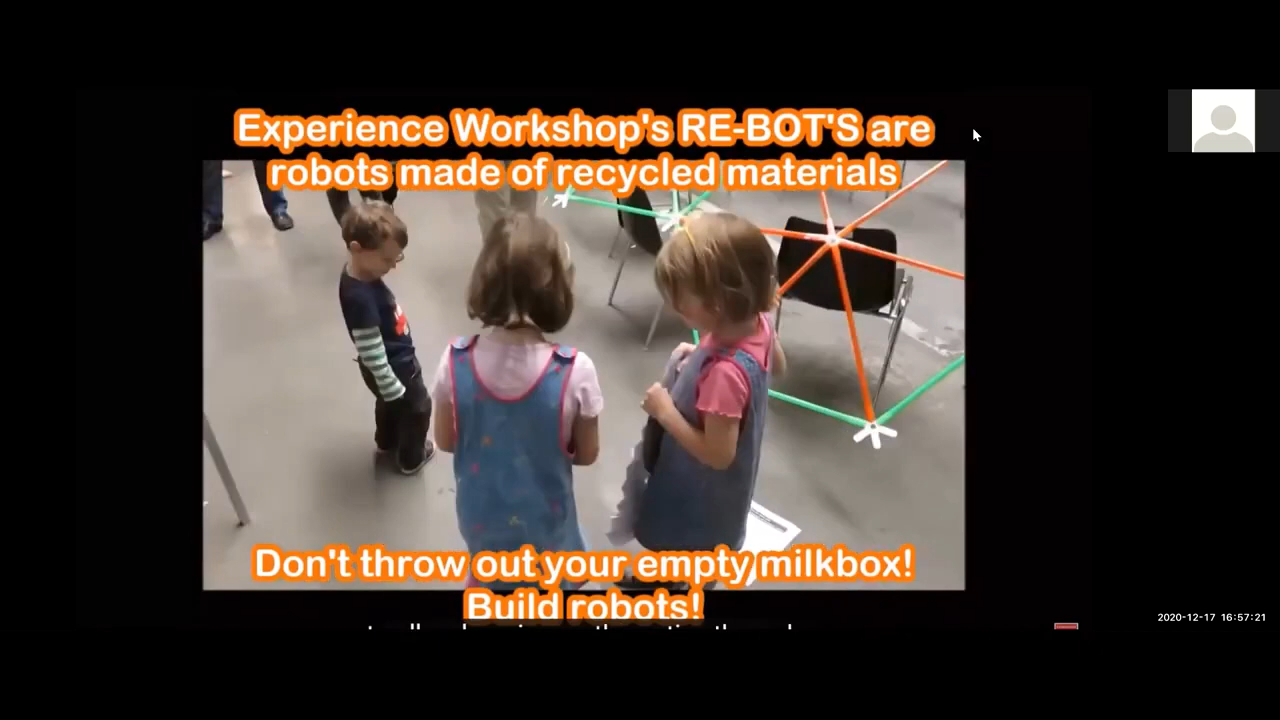 Experience Workshop's RE-BOT'S are
robots made of recycled materials
Don't throw out your empty milkbox!
Build robots!
2020-12-17 16:57:21